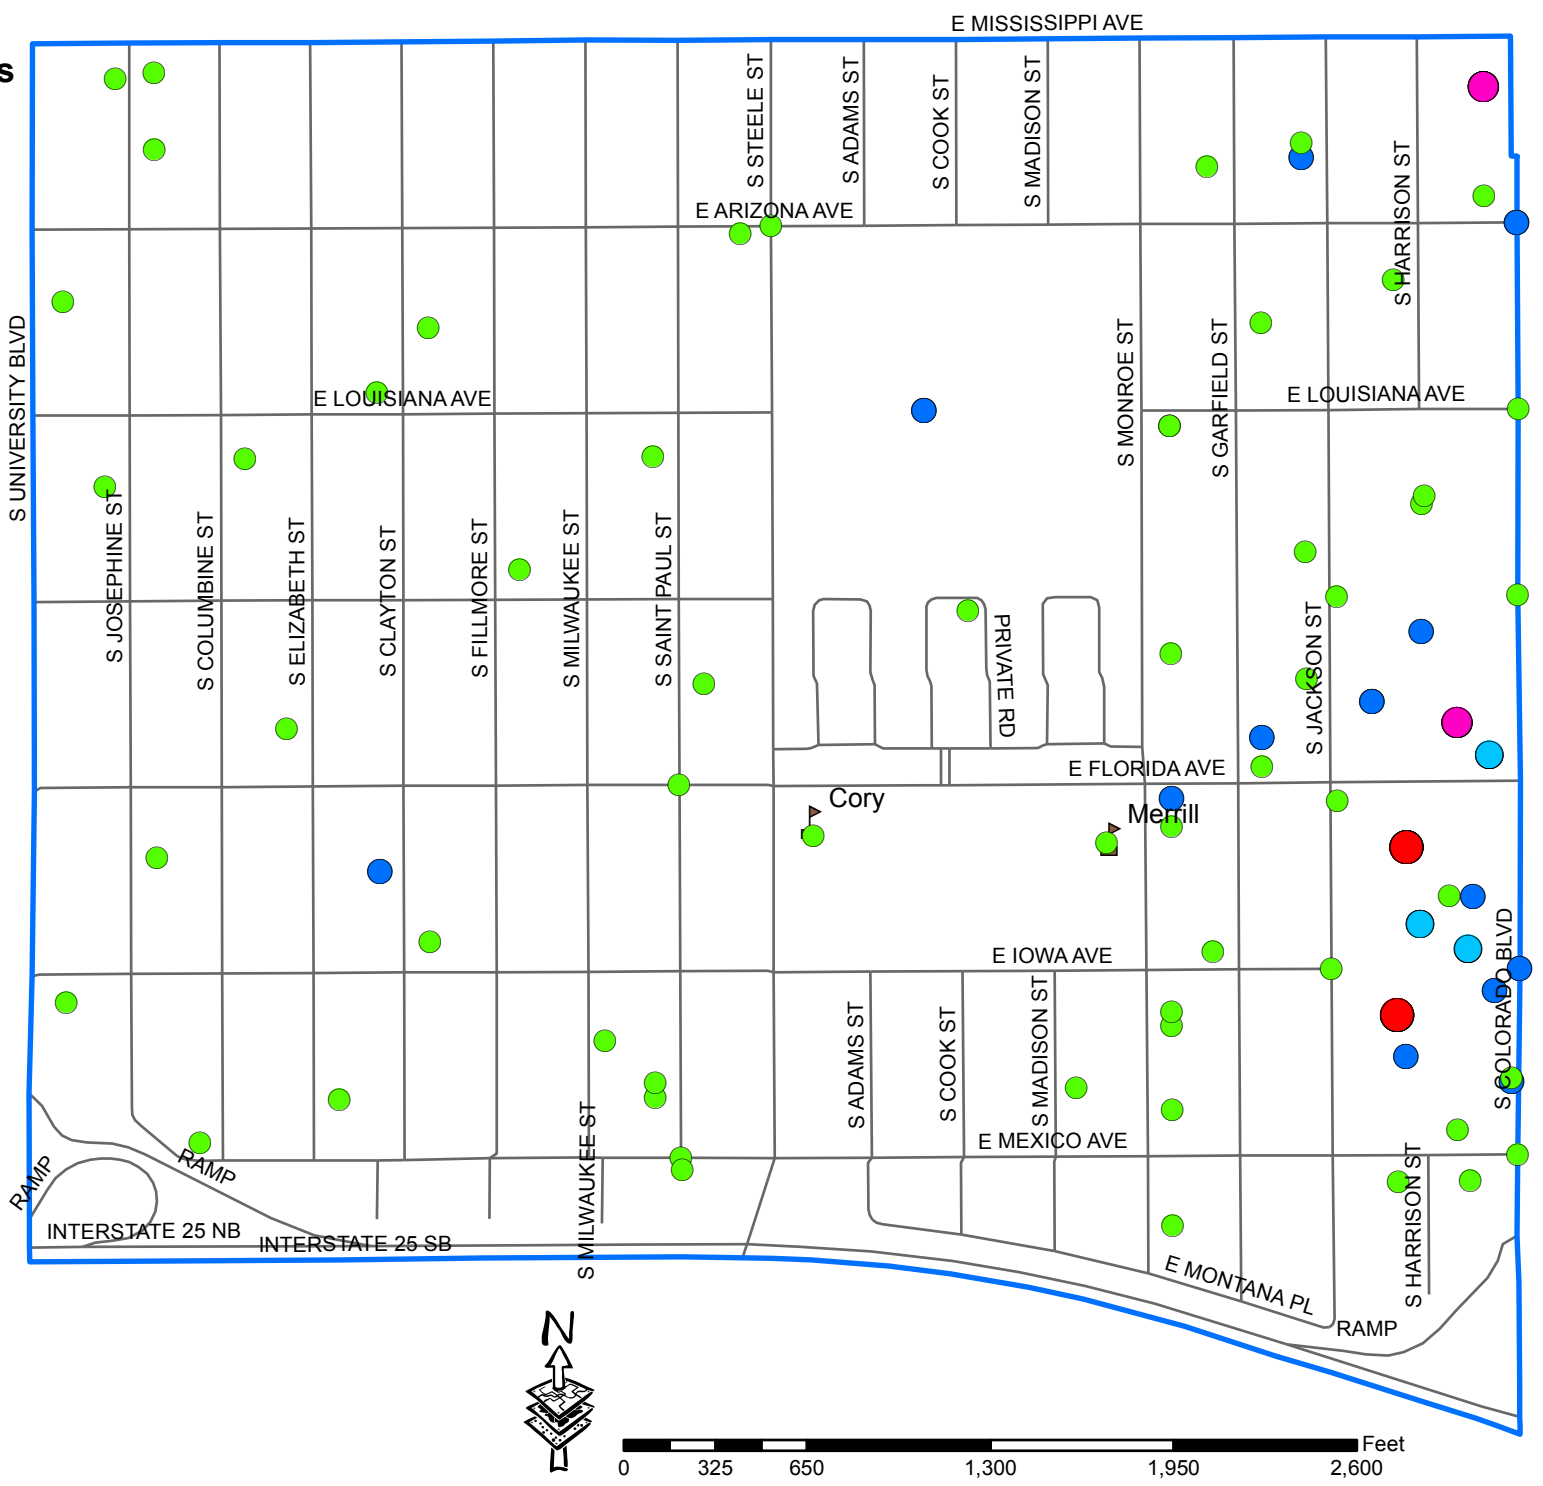 E MISSISSIPPI AVE
s
S STEELE ST
S ADAMS ST
S COOK ST
S MADISON ST
S HARRISON ST
E ARIZONA AVE
S UNIVERSITY BLVD
S MONROE ST
S GARFIELD ST
E LOUISIANA AVE
E LOUISIANA AVE
S JOSEPHINE ST
S COLUMBINE ST
S ELIZABETH ST
S CLAYTON ST
S FILLMORE ST
S MILWAUKEE ST
S SAINT PAUL ST
PRIVATE RD
S JACKSON ST
E FLORIDA AVE
Cory
Merrill
E IOWA AVE
S COLORADO BLVD
S ADAMS ST
S COOK ST
S MADISON ST
E MEXICO AVE
S MILWAUKEE ST
S HARRISON ST
RAMP
RAMP
INTERSTATE 25 NB
INTERSTATE 25 SB
E MONTANA PL
RAMP
N
Feet
0 325 650 1,300 1,950 2,600